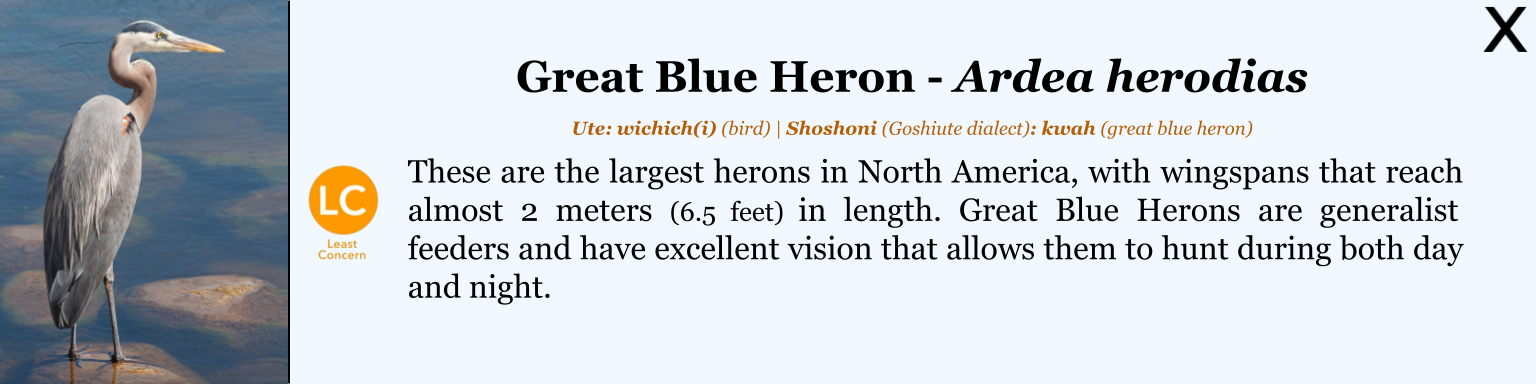 X
Great Blue Heron - Ardea herodias
Ute: wichich(i) (bird) | Shoshoni (Goshiute dialect): kwah (great blue heron)
LC
Least
Concern
These are the largest herons in North America, with wingspans that reach
almost 2 meters (6.5 feet) in length. Great Blue Herons are generalist
feeders and have excellent vision that allows them to hunt during both day
and night.